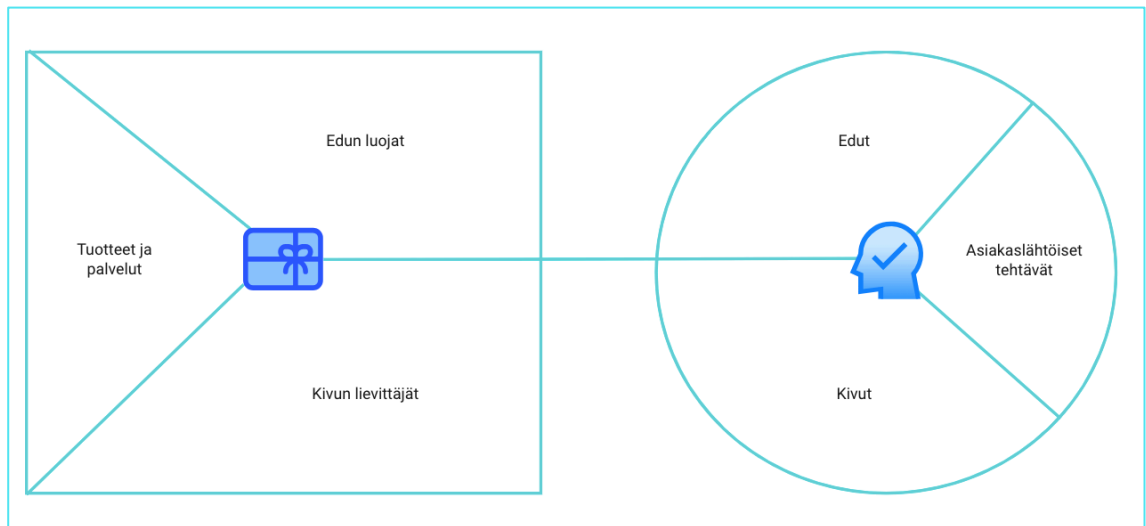 Edun luojat
Tuotteet ja
palvelut
Kivun lievittäjät
Edut
Asiakaslähtöiset
tehtävät
Kivut